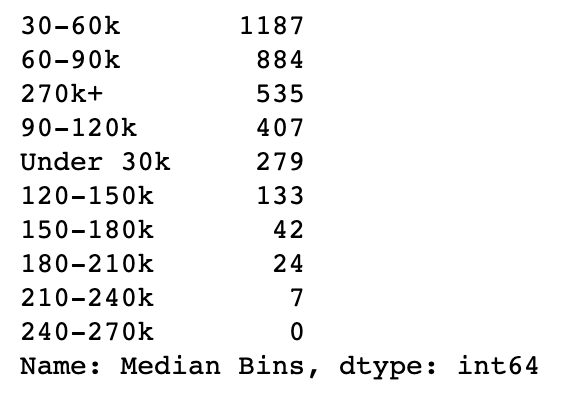 30-60k 1187
60-90k 884
270k+ 535
90-120k 407
Under 30k 279
120-150k 133
150-180k 42
180-210k 24
210-240k 7
240-270k 0
Name: Median Bins, dtype: int64